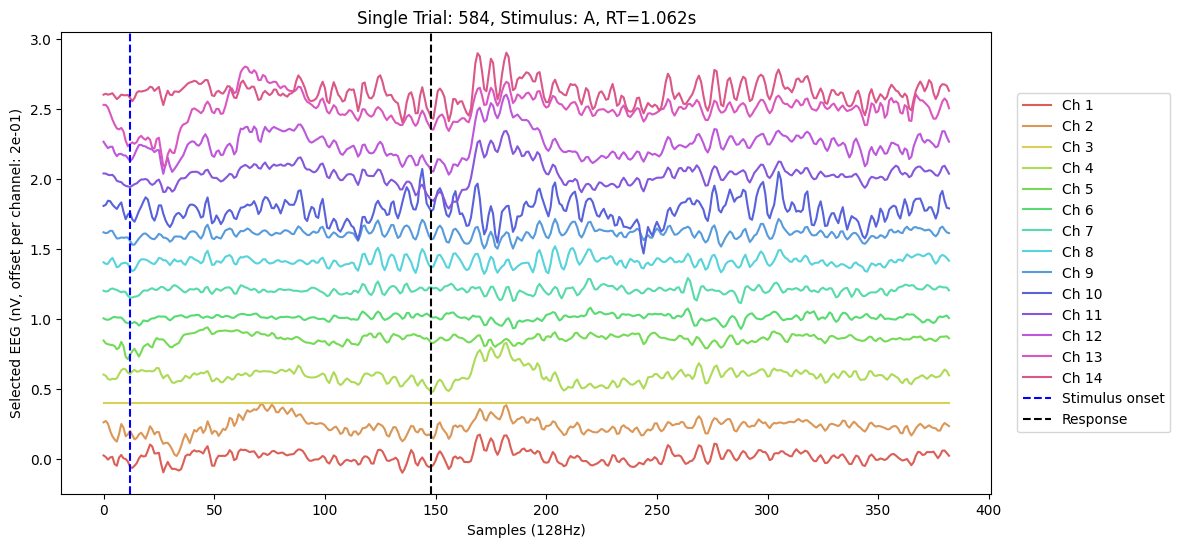 Single Trial: 584, Stimulus: A, RT=1.062s
3.0
2.5
2.0
1.5
1.0
0.5
0.0
Selected EEG (nV, offset per channel: 2e-01)
0 50 100 150 200 250 300 350 400
Samples (128Hz)
Ch 1
Ch 2
Ch 3
Ch 4
Ch 5
Ch 6
Ch 7
Ch 8
Ch 9
Ch 10
Ch 11
Ch 12
Ch 13
Ch 14
Stimulus onset
Response